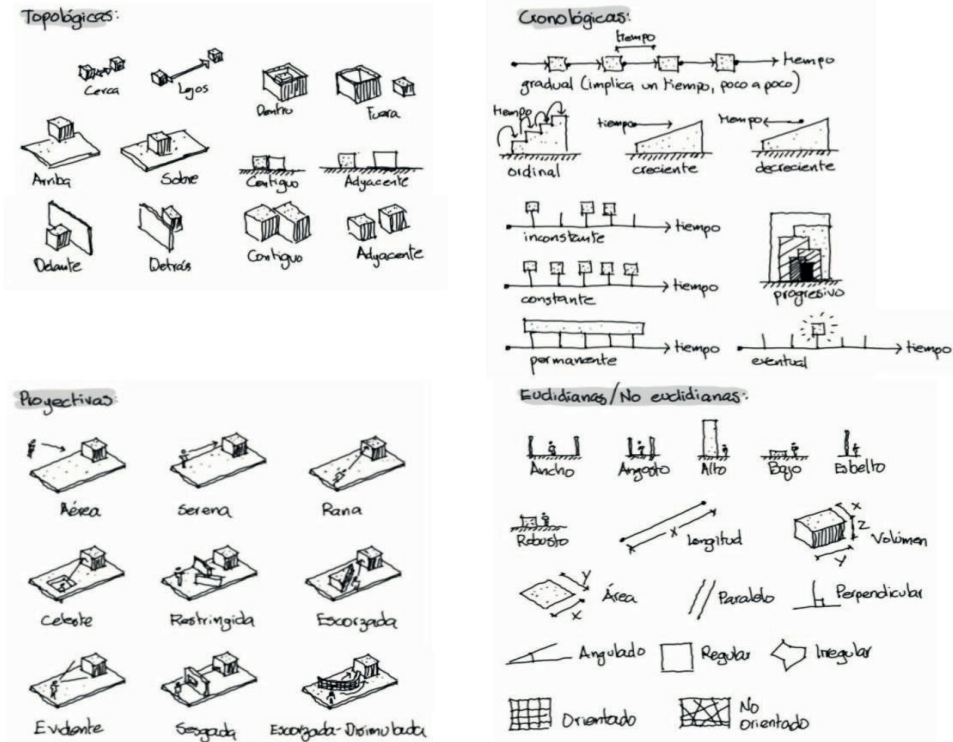 Topológicas:
Cerca
Lejos
Dentro
Fuera
Arriba
Sobre
Contiguo
Adyacente
Delante
Detrás
Contiguo
Adyacente
Cronológicas:
tiempo
tiempo
gradual (implica un tiempo, poco a poco)
tiempo
ordinal
tiempo
creciente
tiempo
decreciente
tiempo
inconstante
tiempo
constante
progresivo
tiempo
permanente
tiempo
eventual
Proyectivas:
Aérea
Serena
Rana
Celeste
Restringida
Escorzada
Evidente
Sesgada
Escorzada-Disimulada
Euclidianas/No euclidianas:
Ancho
Angosto
Alto
Bajo
Esbelto
Robusto
x
Longitud
x
z
y
Volúmen
y
x
Área
Paralelo
Perpendicular
Angulado
Regular
Irregular
Orientado
No
orientado